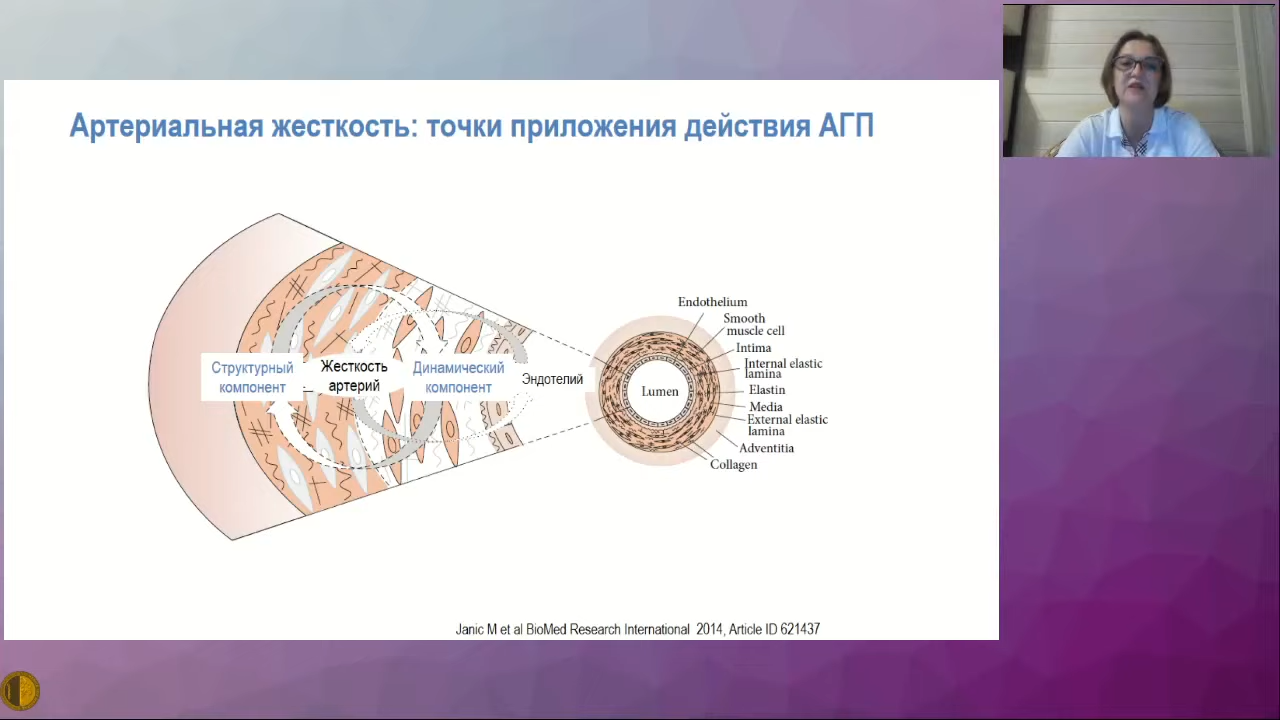 Артериальная жесткость: точки приложения действия АГП
Структурный
компонент
Жесткость
артерий
Динамический
компонент
Эндотелий
Lumen
Endothelium
Smooth
muscle cell
Intima
Internal elastic
lamina
Elastin
Media
External elastic
lamina
Adventitia
Collagen
Janic M et al BioMed Research International 2014, Article ID 621437